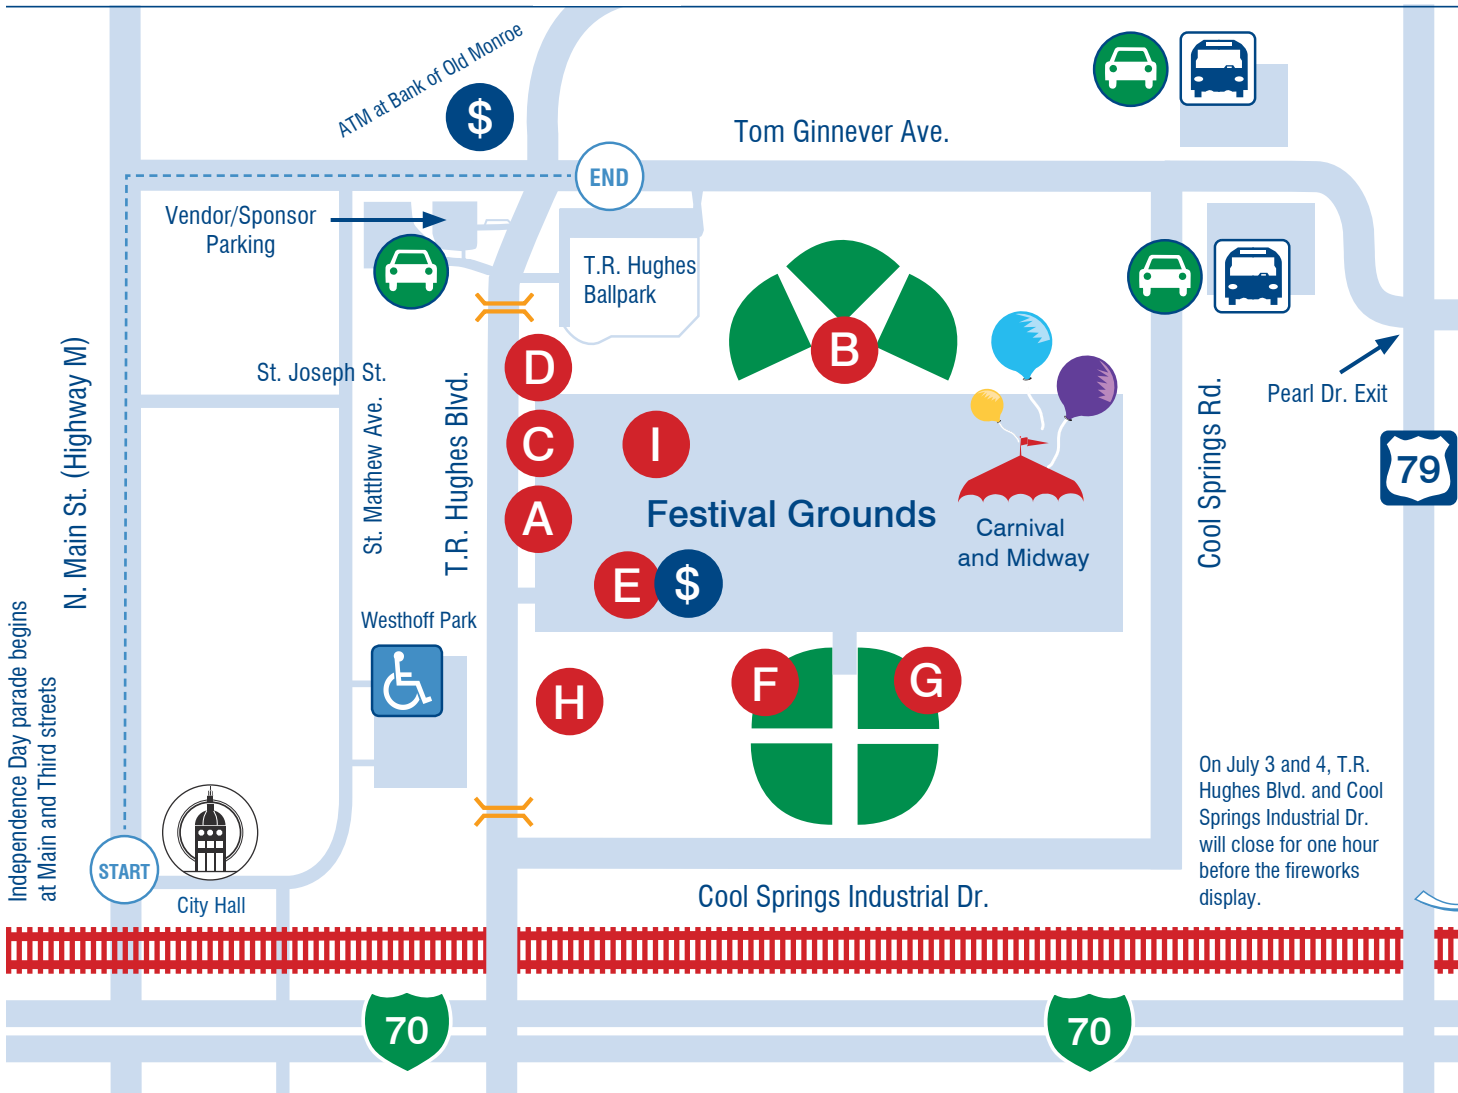 ATM at Bank of Old Monroe
$
Tom Ginnever Ave.
END
Vendor/Sponsor
Parking
T.R. Hughes
Ballpark
B
D
St. Joseph St.
Pearl Dr. Exit
N. Main St. (Highway M)
St. Matthew Ave.
T.R. Hughes Blvd.
C
I
Cool Springs Rd.
79
A
Festival Grounds
Carnival
and Midway
E
$
Westhoff Park
F
G
H
Independence Day parade begins
at Main and Third streets
On July 3 and 4, T.R.
Hughes Blvd. and Cool
Springs Industrial Dr.
will close for one hour
before the fireworks
display.
START
City Hall
Cool Springs Industrial Dr.
70
70